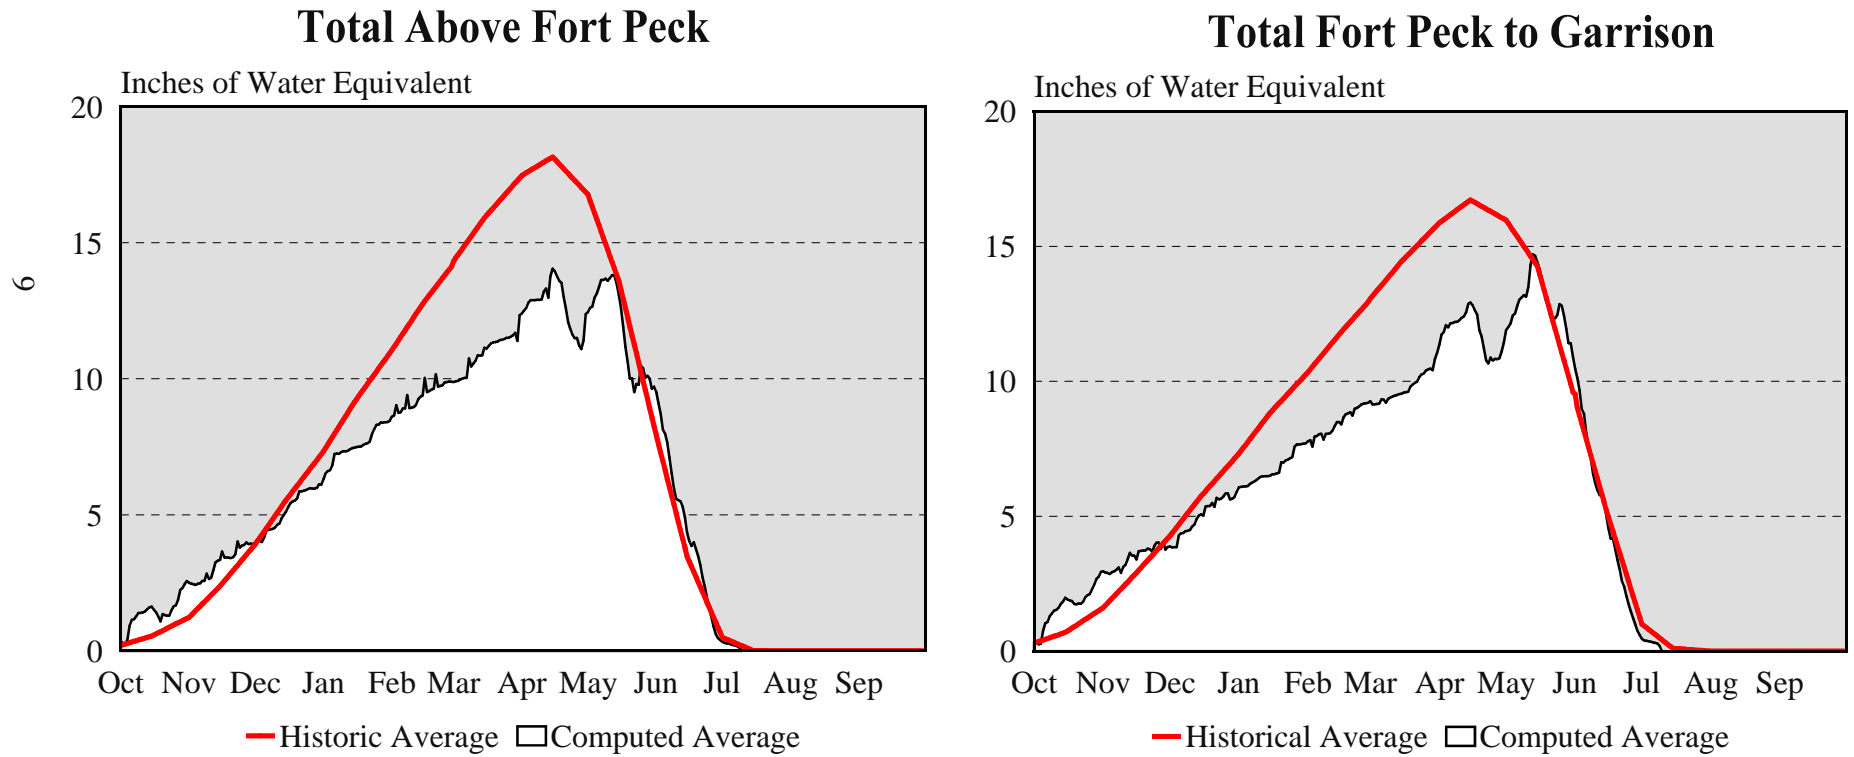 Total Above Fort Peck
Inches of Water Equivalent
20
15
10
5
0
Oct Nov Dec Jan Feb Mar Apr May Jun Jul Aug Sep
Historic Average Computed Average
Total Fort Peck to Garrison
Inches of Water Equivalent
20
15
10
5
0
Oct Nov Dec Jan Feb Mar Apr May Jun Jul Aug Sep
Historical Average Computed Average
6